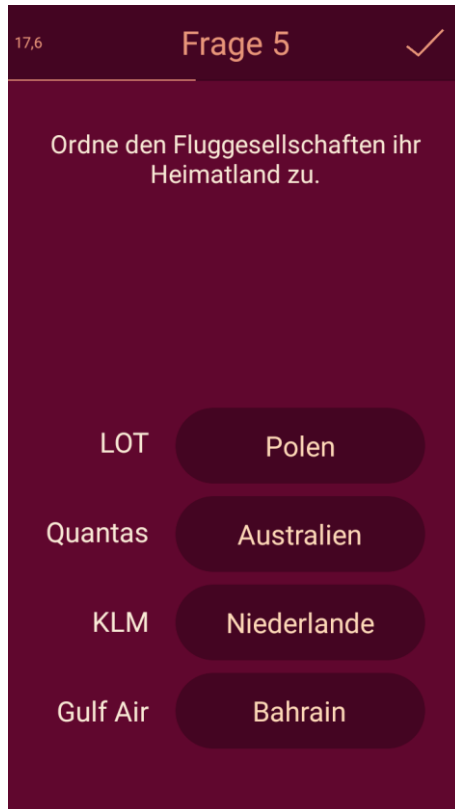 17,6
Frage 5
Ordne den Fluggesellschaften ihr
Heimatland zu.
LOT Polen
Quantas Australien
KLM Niederlande
Gulf Air Bahrain